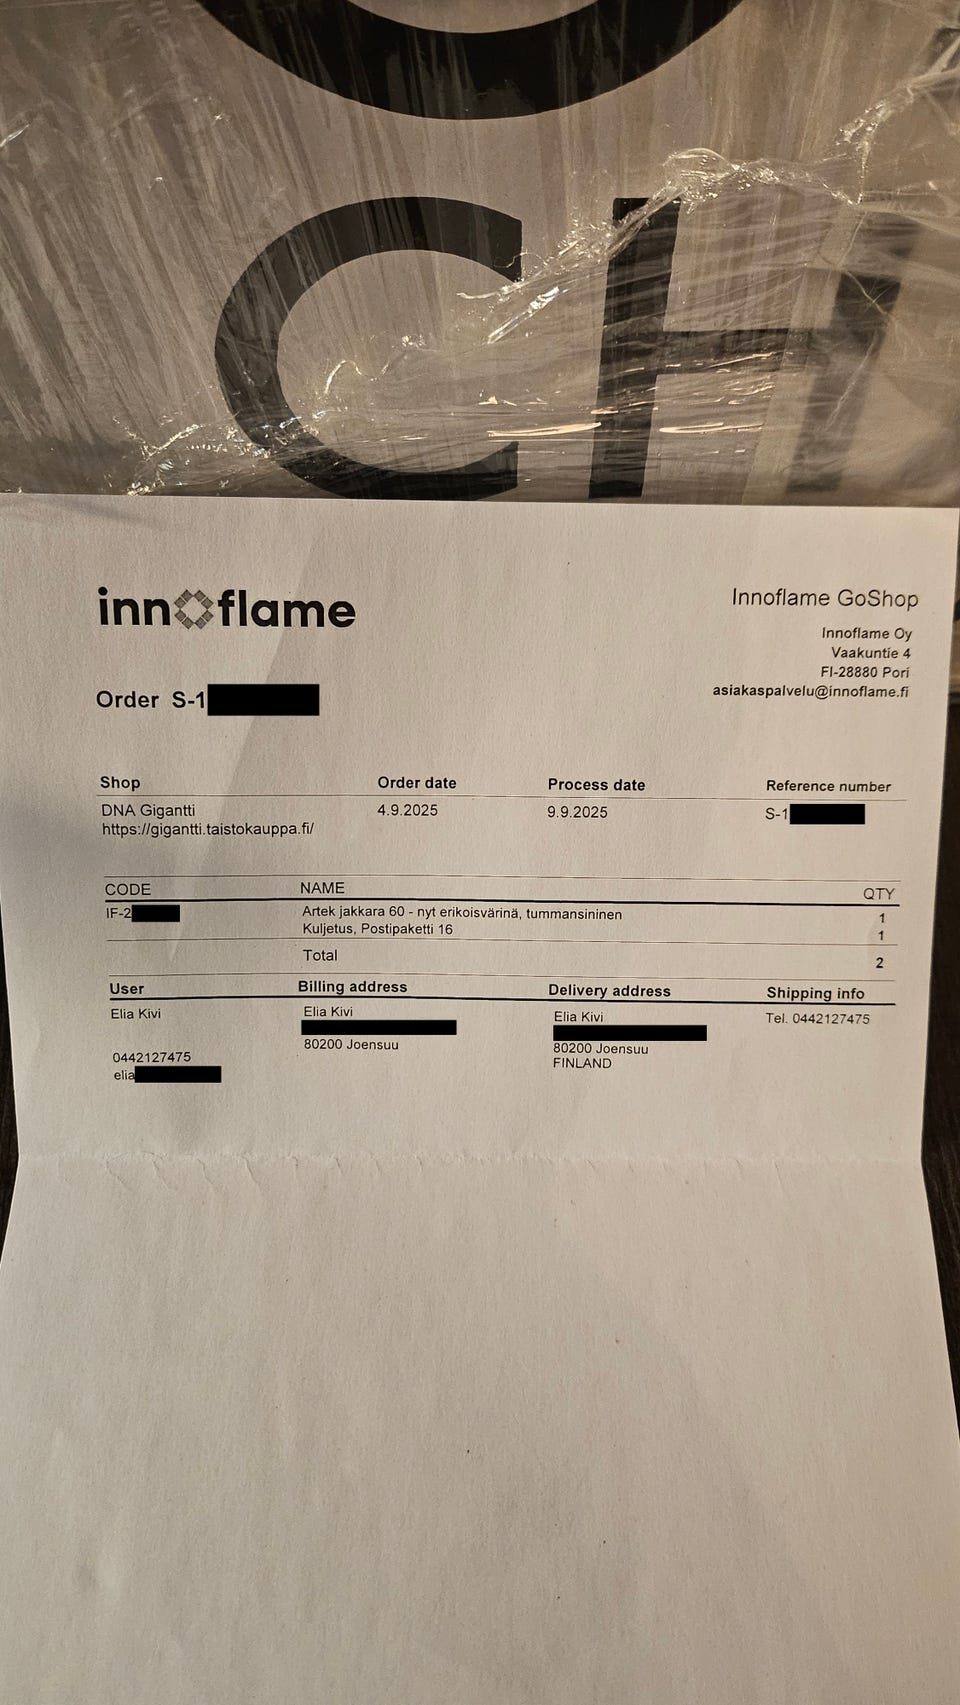 CH
innoflame
Innoflame GoShop
Innoflame Oy
Vaakuntie 4
FI-28880 Pori
asiakaspalvelu@innoflame.fi
Order S-1
Shop Order date Process date Reference number
DNA Gigantti 4.9.2025 9.9.2025 S-1
https://gigantti.taistokauppa.fi/
CODE NAME QTY
IF-2 Artek jakkara 60 - nyt erikoisvärinä, tummansininen 1
Kuljetus, Postipaketti 16 1
Total 2
User Billing address Delivery address Shipping info
Elia Kivi Elia Kivi Elia Kivi Tel. 0442127475
80200 Joensuu 80200 Joensuu
0442127475 FINLAND
elia